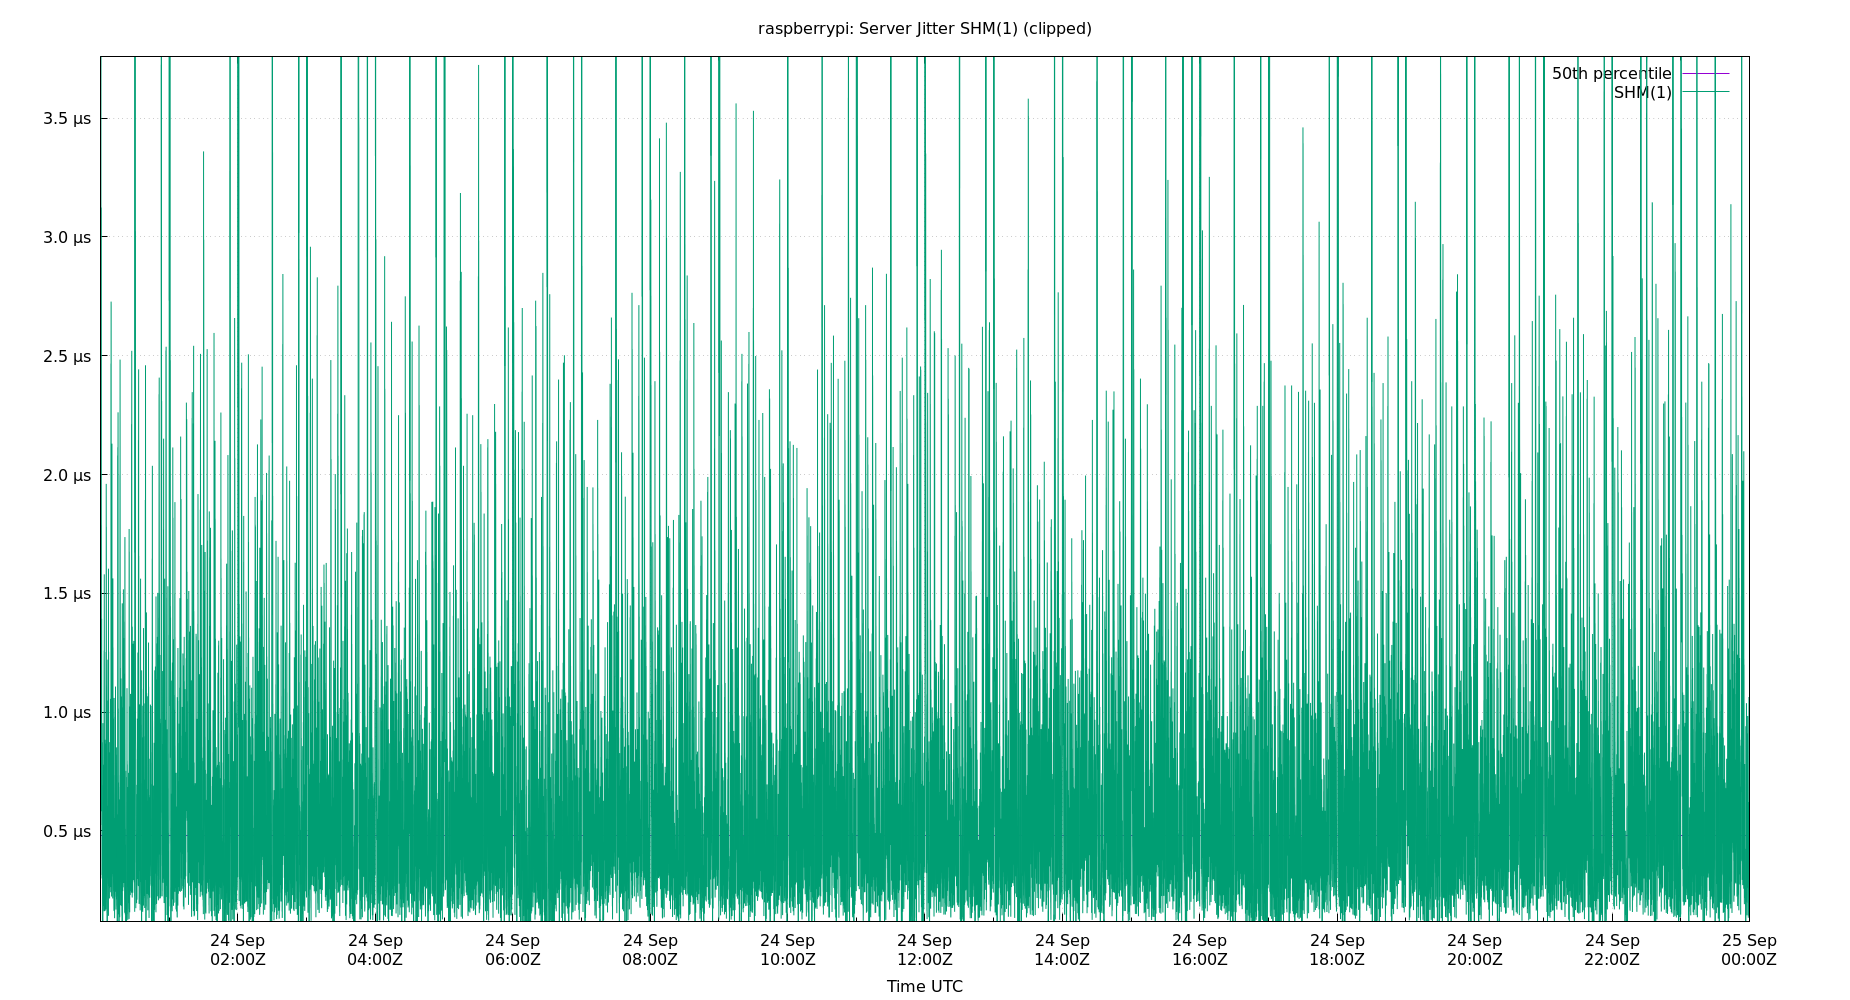 raspberrypi: Server Jitter SHM(1) (clipped)
50th percentile
SHM(1)
3.5 µs
3.0 µs
2.5 µs
2.0 µs
1.5 µs
1.0 µs
0.5 µs
24 Sep 24 Sep 24 Sep 24 Sep 24 Sep 24 Sep 24 Sep 24 Sep 24 Sep 24 Sep 24 Sep 25 Sep
02:00Z 04:00Z 06:00Z 08:00Z 10:00Z 12:00Z 14:00Z 16:00Z 18:00Z 20:00Z 22:00Z 00:00Z
Time UTC